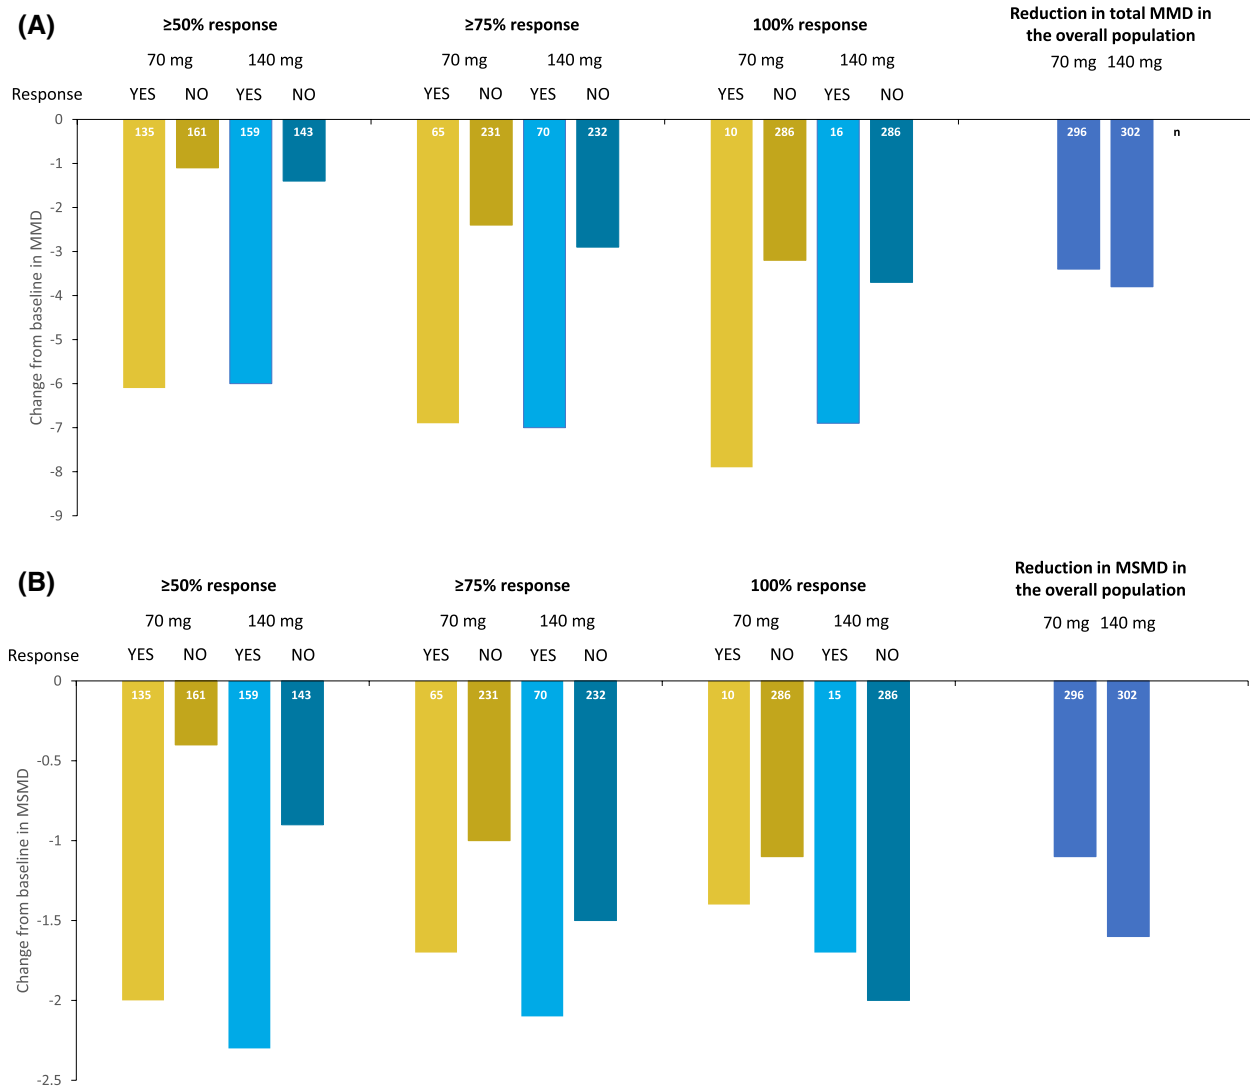 (A)
≥50% response ≥75% response 100% response Reduction in total MMD in
the overall population
70 mg 140 mg 70 mg 140 mg 70 mg 140 mg 70 mg 140 mg
Response YES NO YES NO YES NO YES NO YES NO YES NO
0 135 161 159 143 65 231 70 232 10 286 16 286 296 302 n
-1
-2
-3
-4
-5
-6
-7
-8
-9
Change from baseline in MMD
(B)
≥50% response ≥75% response 100% response Reduction in MSMD in
the overall population
70 mg 140 mg 70 mg 140 mg 70 mg 140 mg 70 mg 140 mg
Response YES NO YES NO YES NO YES NO YES NO YES NO
0 135 161 159 143 65 231 70 232 10 286 15 286 296 302
-0.5
-1
-1.5
-2
-2.5
Change from baseline in MSMD